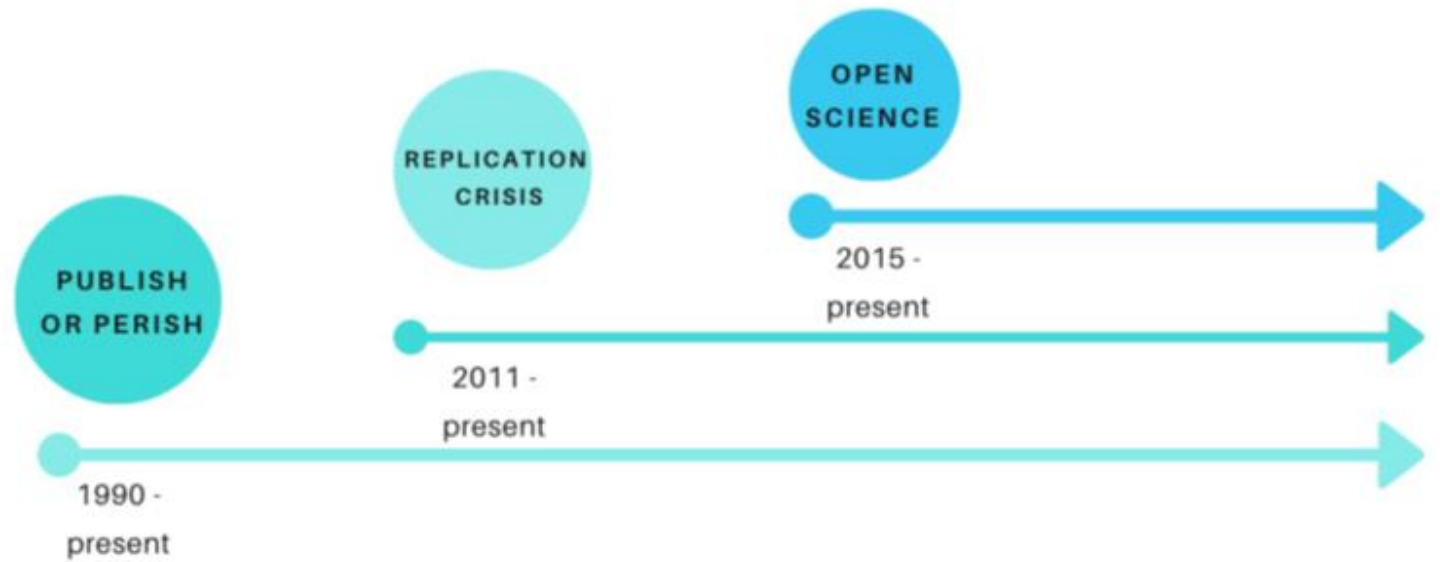 PUBLISH
OR PERISH
1990 -
present
REPLICATION
CRISIS
2011 -
present
OPEN
SCIENCE
2015 -
present